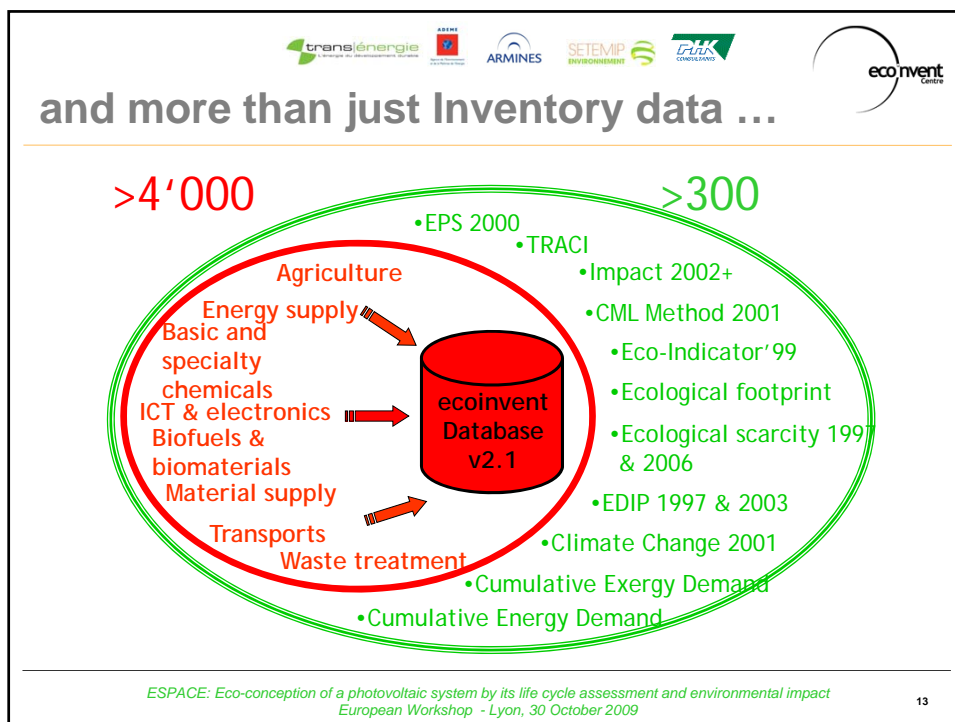 trans énergie
L'énergie du développement durable
ADEME
ARMINES
SETEMIP
ENVIRONNEMENT
PHK
CONSULTANTS
ecoinvent
Centre
and more than just Inventory data …
>4‘000
>300
•EPS 2000
•TRACI
•Impact 2002+
•CML Method 2001
•Eco-Indicator’99
•Ecological footprint
•Ecological scarcity 1997
& 2006
•EDIP 1997 & 2003
•Climate Change 2001
•Cumulative Exergy Demand
•Cumulative Energy Demand
Agriculture
Energy supply
Basic and
specialty
chemicals
ICT & electronics
Biofuels &
biomaterials
Material supply
Transports
Waste treatment
ecoinvent
Database
v2.1
ESPACE: Eco-conception of a photovoltaic system by its life cycle assessment and environmental impact
European Workshop - Lyon, 30 October 2009
13